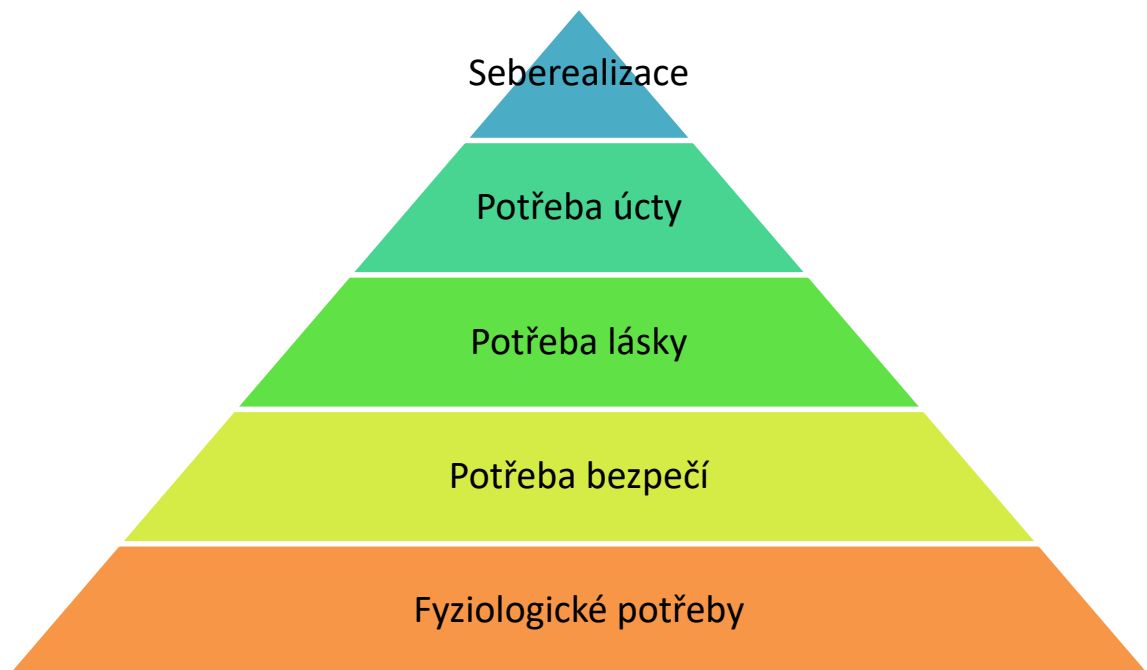 Seberealizace
Potřeba úcty
Potřeba lásky
Potřeba bezpečí
Fyziologické potřeby